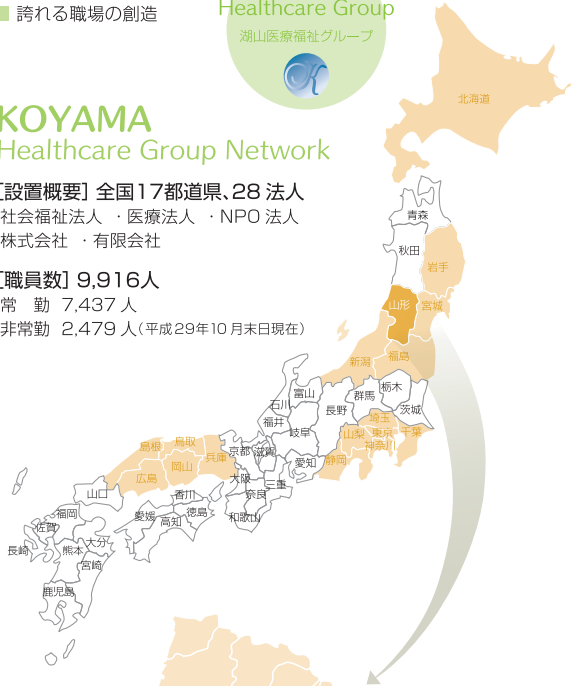 誇れる職場の創造
Healthcare Group
湖山医療福祉グループ
K
KOYAMA
Healthcare Group Network
[設置概要] 全国17都道県、28 法人
社会福祉法人 ・医療法人 ・NPO 法人
株式会社 ・有限会社
[職員数] 9,916人
常 勤 7,437 人
非常勤 2,479 人(平成29年10月末日現在)
北海道
青森
秋田
岩手
山形
宮城
新潟
福島
富山
石川
群馬
栃木
長野
茨城
福井
岐阜
埼玉
山梨
東京
千葉
神奈川
島根
鳥取
兵庫
京都
滋賀
愛知
静岡
広島
岡山
大阪
三重
奈良
山口
香川
徳島
和歌山
愛媛
高知
福岡
佐賀
長崎
大分
熊本
宮崎
鹿児島